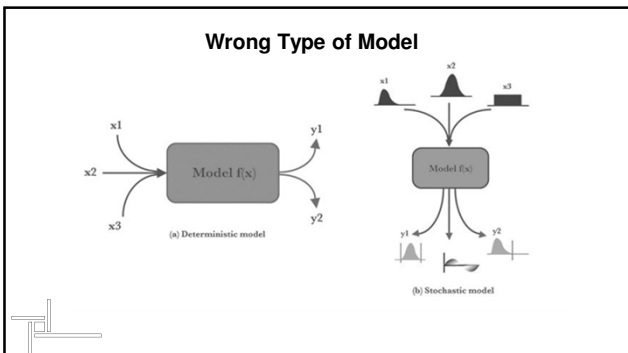 Wrong Type of Model
x1
x2
x3
Model f(x)
y1
y2
(a) Deterministic model
x1
x2
x3
Model f(x)
y1
y2
(b) Stochastic model